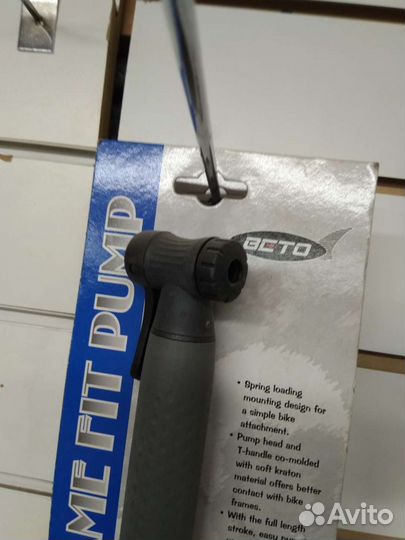 ME FIT PUMP
BETO
• Spring loading
mounting design for
a simple bike
attachment.
• Pump head and
T-handle co-molded
with soft kraton
material offers better
contact with bike
frames.
• With the full length
stroke, easy
Avito